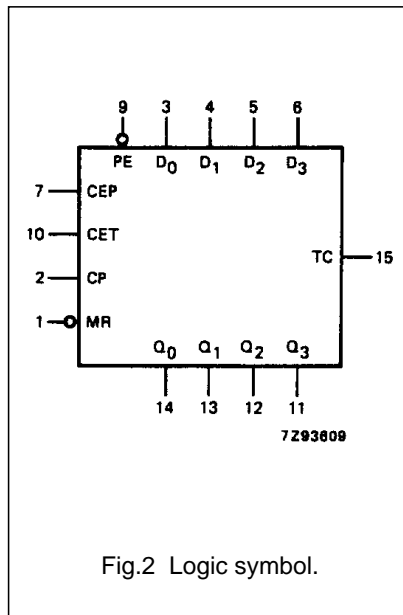 9 3 4 5 6
PE D0 D1 D2 D3
7 CEP
10 CET
TC 15
2 CP
1 MR
Q0 Q1 Q2 Q3
14 13 12 11
7Z93609
Fig.2 Logic symbol.